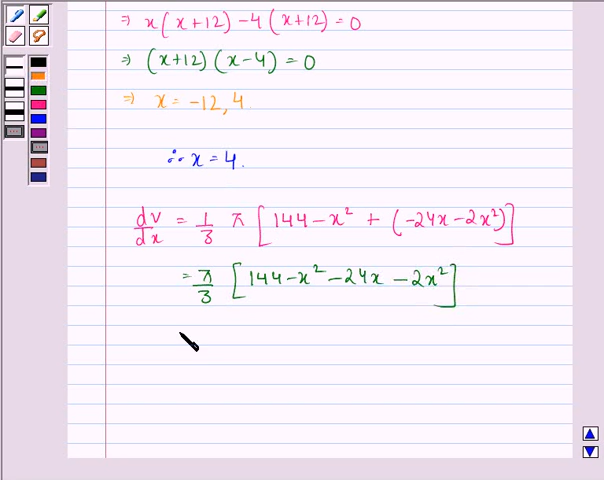 ⇒ x(x+12)-4(x+12)=0
⇒ (x+12)(x-4)=0
⇒ x=-12,4.
∴ x=4.
dv/dx = 1/3 π [144-x² + (-24x-2x²)]
= π/3 [144-x²-24x-2x²]